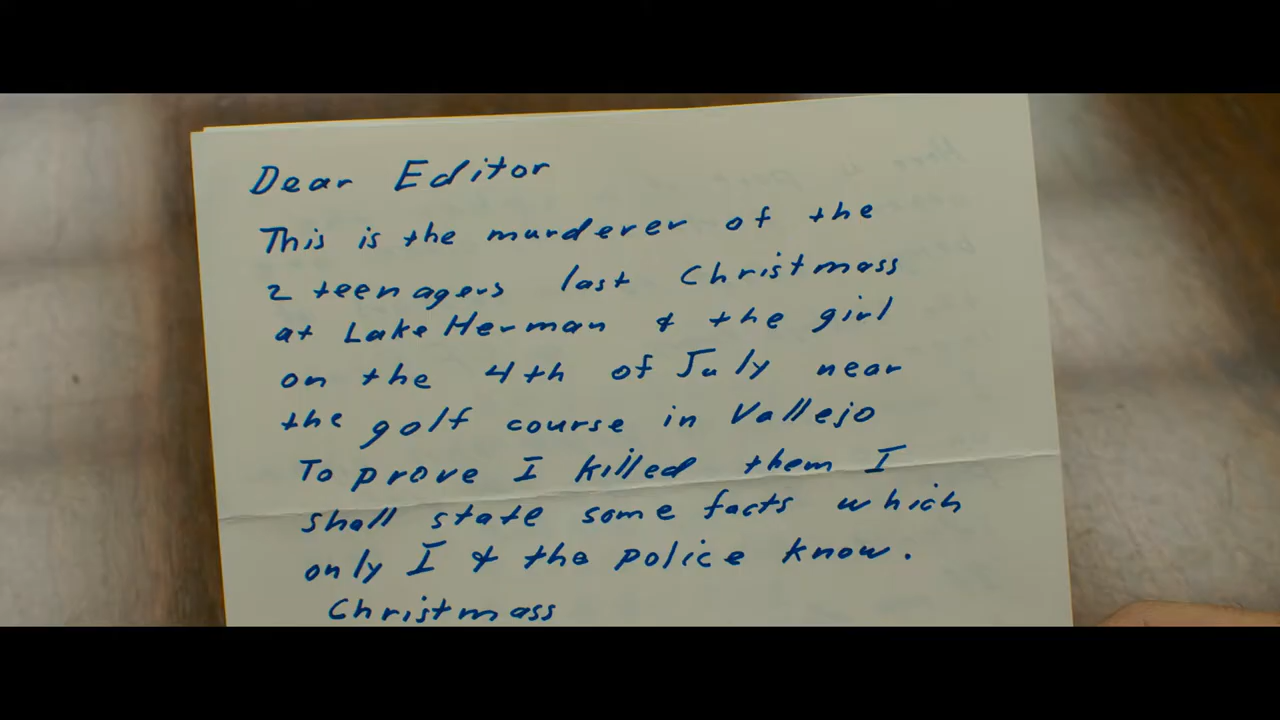 Dear Editor
This is the murderer of the
2 teenagers last Christmass
at Lake Herman & the girl
on the 4th of July near
the golf course in Vallejo
To prove I killed them I
shall state some facts which
only I & the police know.
Christmass